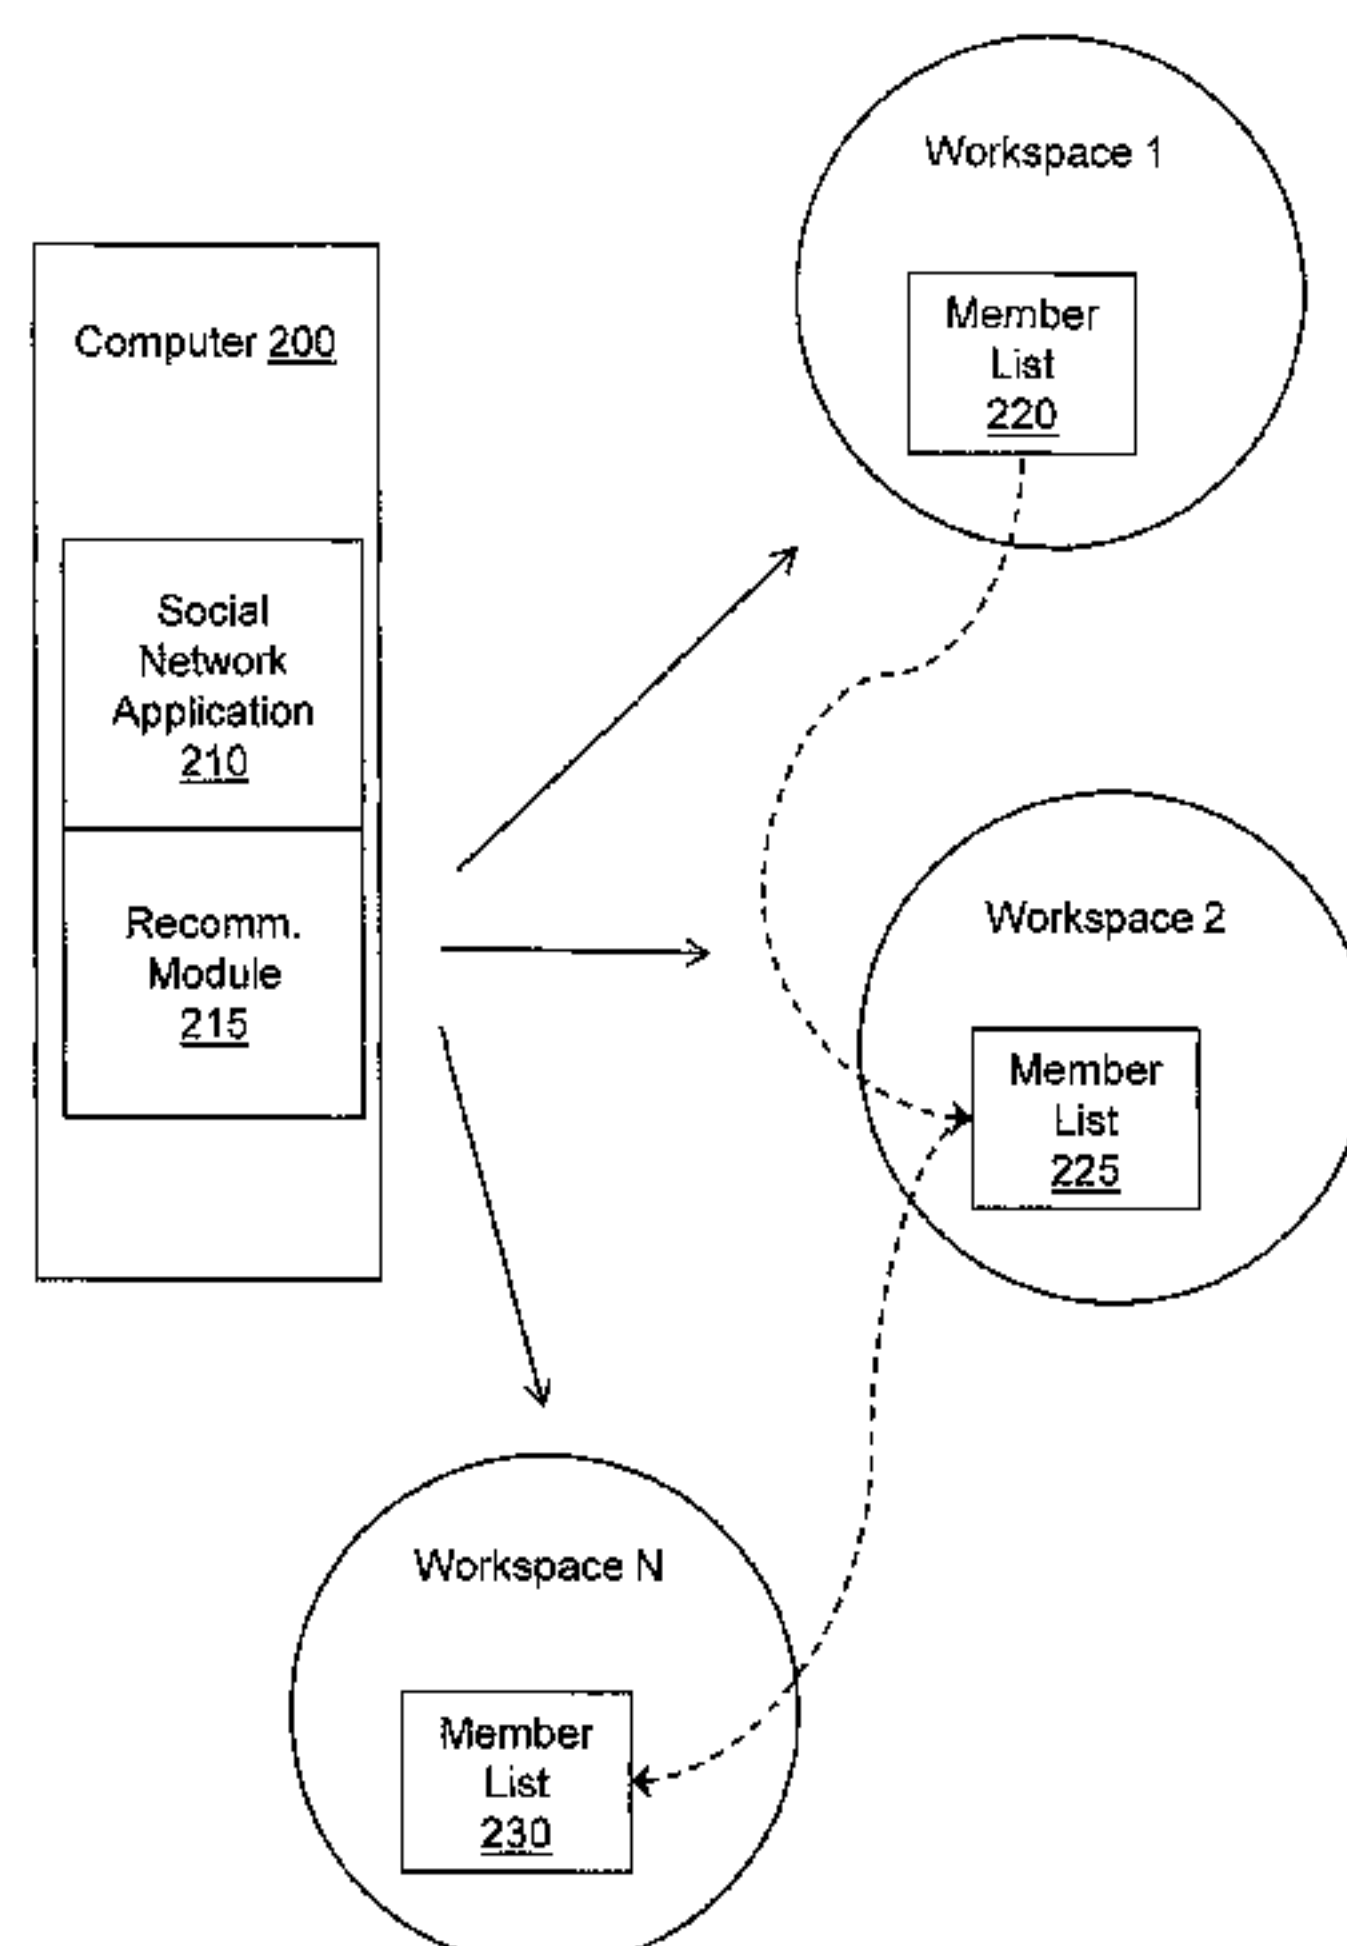 Computer 200
Social
Network
Application
210
Recomm.
Module
215
Workspace 1
Member
List
220
Workspace 2
Member
List
225
Workspace N
Member
List
230